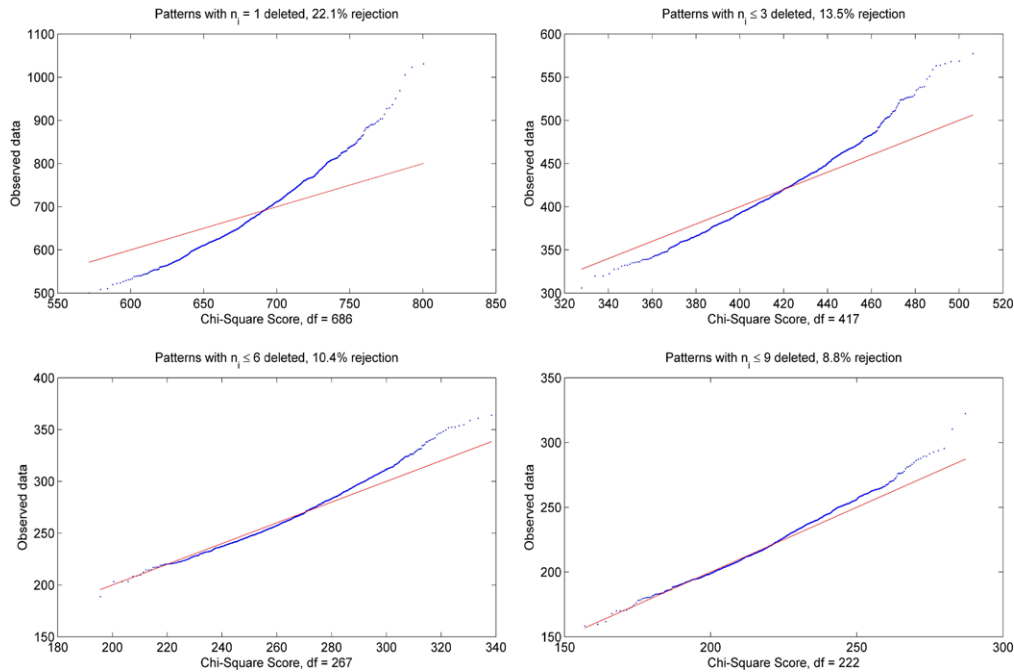 Patterns with n_j = 1 deleted, 22.1% rejection
1100
1000
900
800
700
600
500
Observed data
550 600 650 700 750 800 850
Chi-Square Score, df = 686
Patterns with n_j ≤ 3 deleted, 13.5% rejection
600
550
500
450
400
350
300
Observed data
320 340 360 380 400 420 440 460 480 500 520
Chi-Square Score, df = 417
Patterns with n_j ≤ 6 deleted, 10.4% rejection
400
350
300
250
200
150
Observed data
180 200 220 240 260 280 300 320 340
Chi-Square Score, df = 267
Patterns with n_j ≤ 9 deleted, 8.8% rejection
350
300
250
200
150
Observed data
150 200 250 300
Chi-Square Score, df = 222